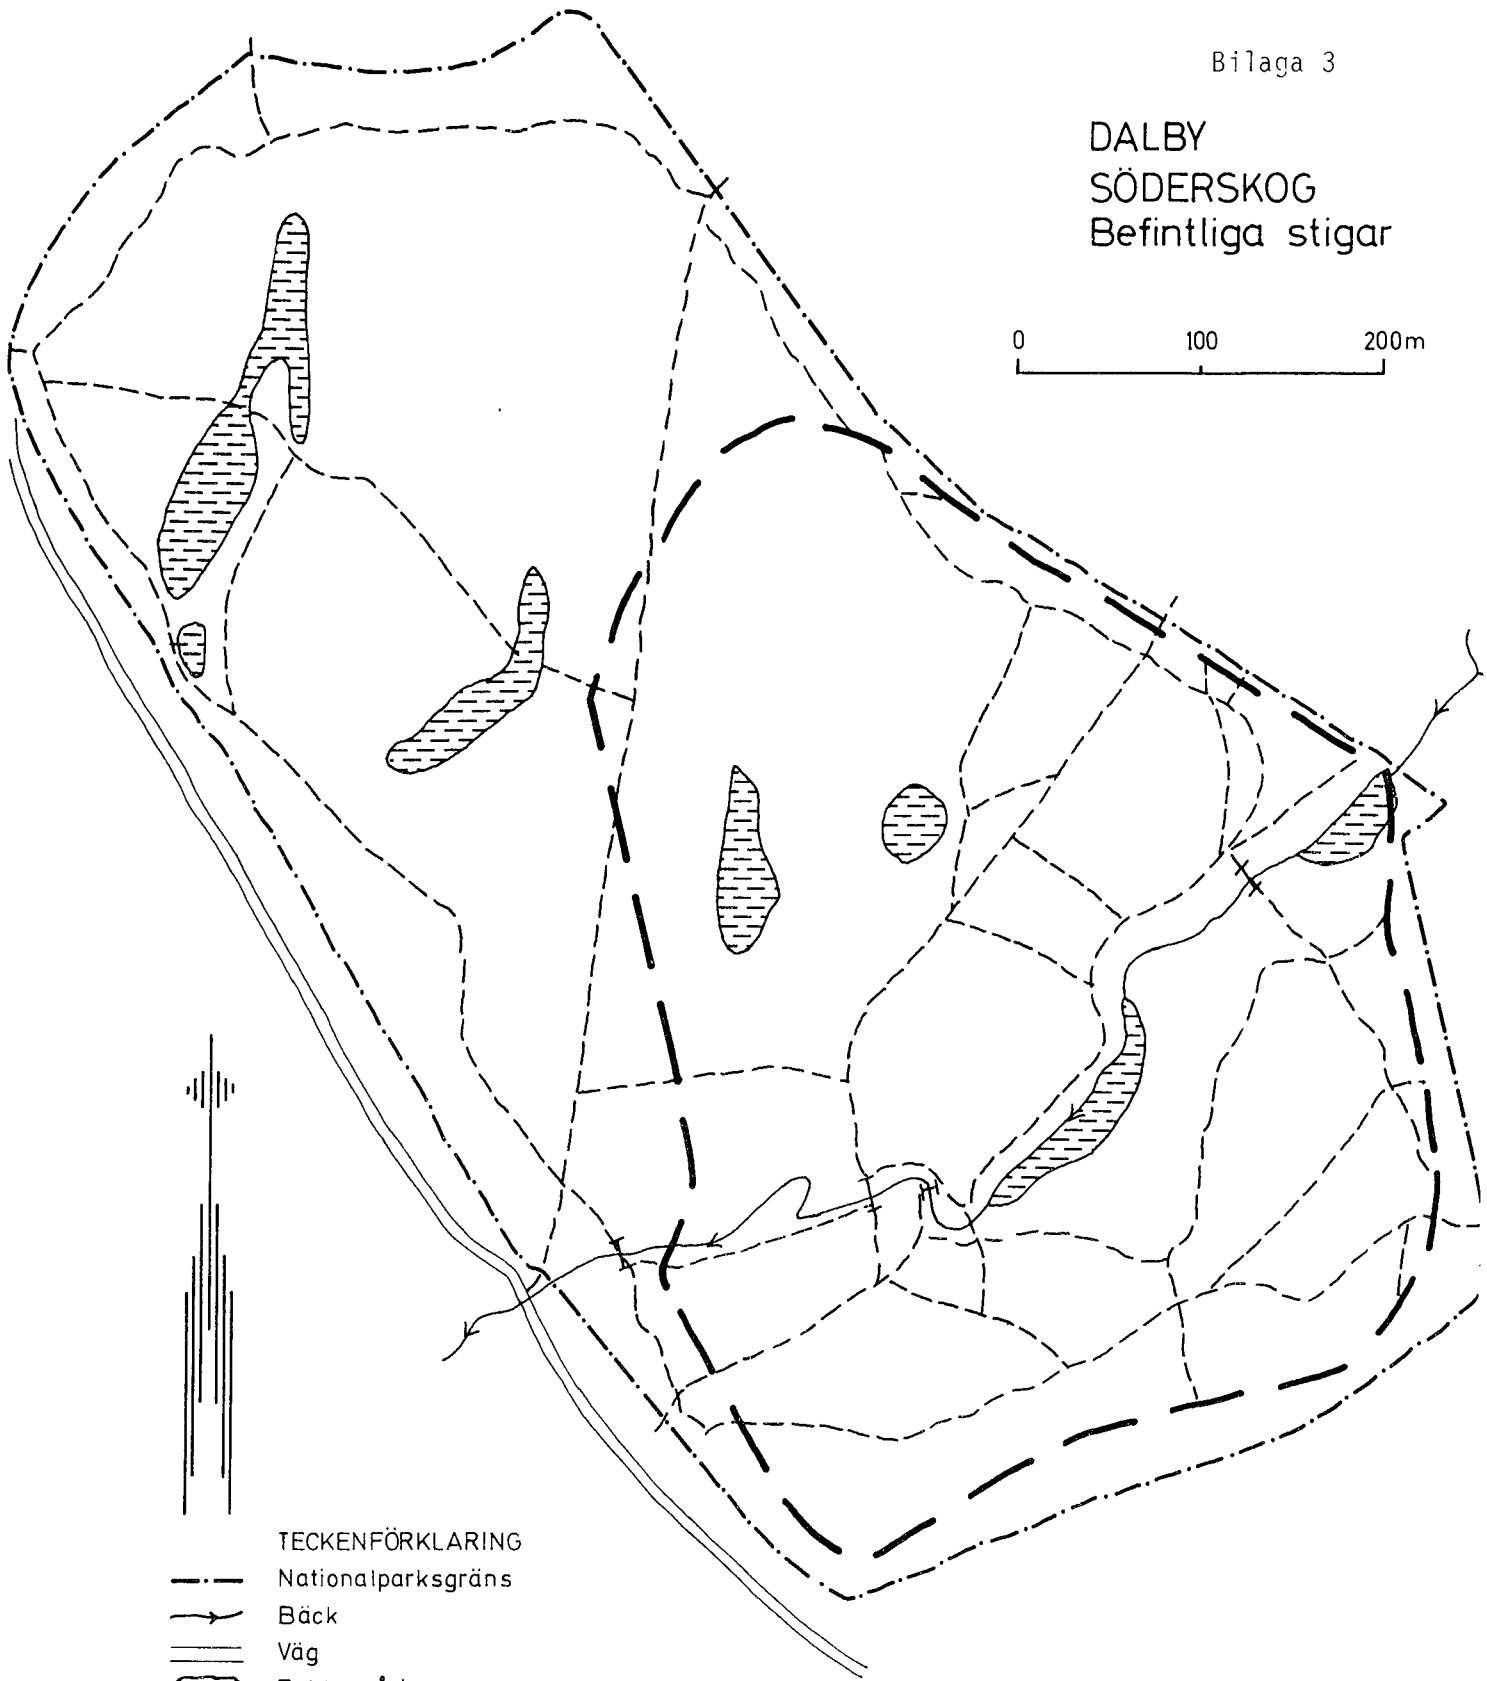 Bilaga 3
DALBY
SÖDERSKOG
Befintliga stigar
0 100 200m
TECKENFÖRKLARING
Nationalparksgräns
Bäck
Väg